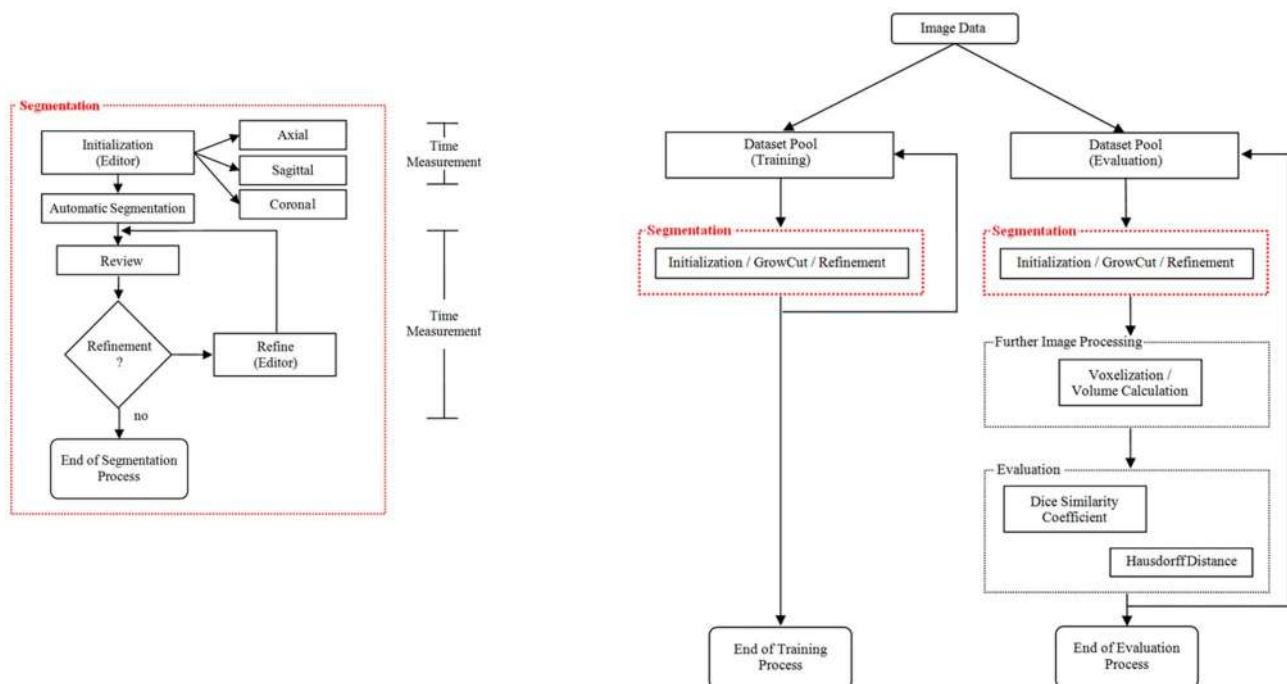 Segmentation
Initialization
(Editor)
Axial
Sagittal
Coronal
Automatic Segmentation
Review
Refinement
?
Refine
(Editor)
no
End of Segmentation
Process
Time
Measurement
Time
Measurement
Image Data
Dataset Pool
(Training)
Segmentation
Initialization / GrowCut / Refinement
End of Training
Process
Dataset Pool
(Evaluation)
Segmentation
Initialization / GrowCut / Refinement
Further Image Processing
Voxelization /
Volume Calculation
Evaluation
Dice Similarity
Coefficient
Hausdorff Distance
End of Evaluation
Process